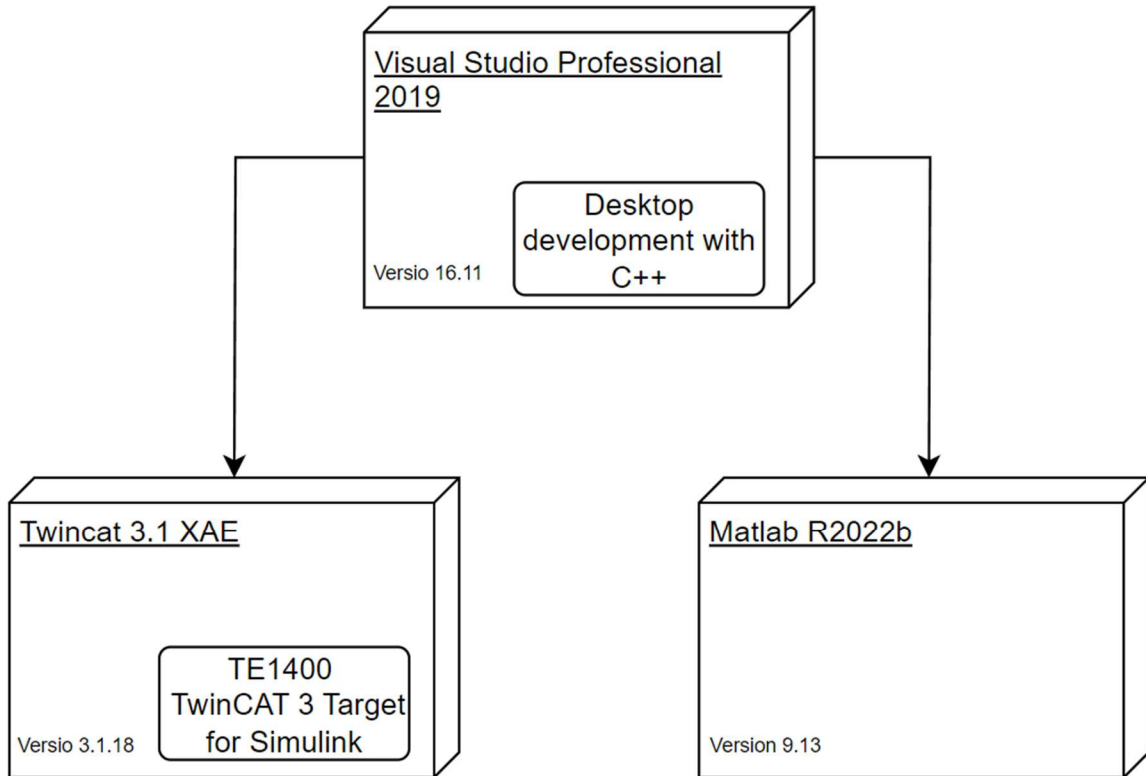 Visual Studio Professional
2019
Desktop
development with
C++
Versio 16.11
Twincat 3.1 XAE
TE1400
TwinCAT 3 Target
for Simulink
Versio 3.1.18
Matlab R2022b
Version 9.13